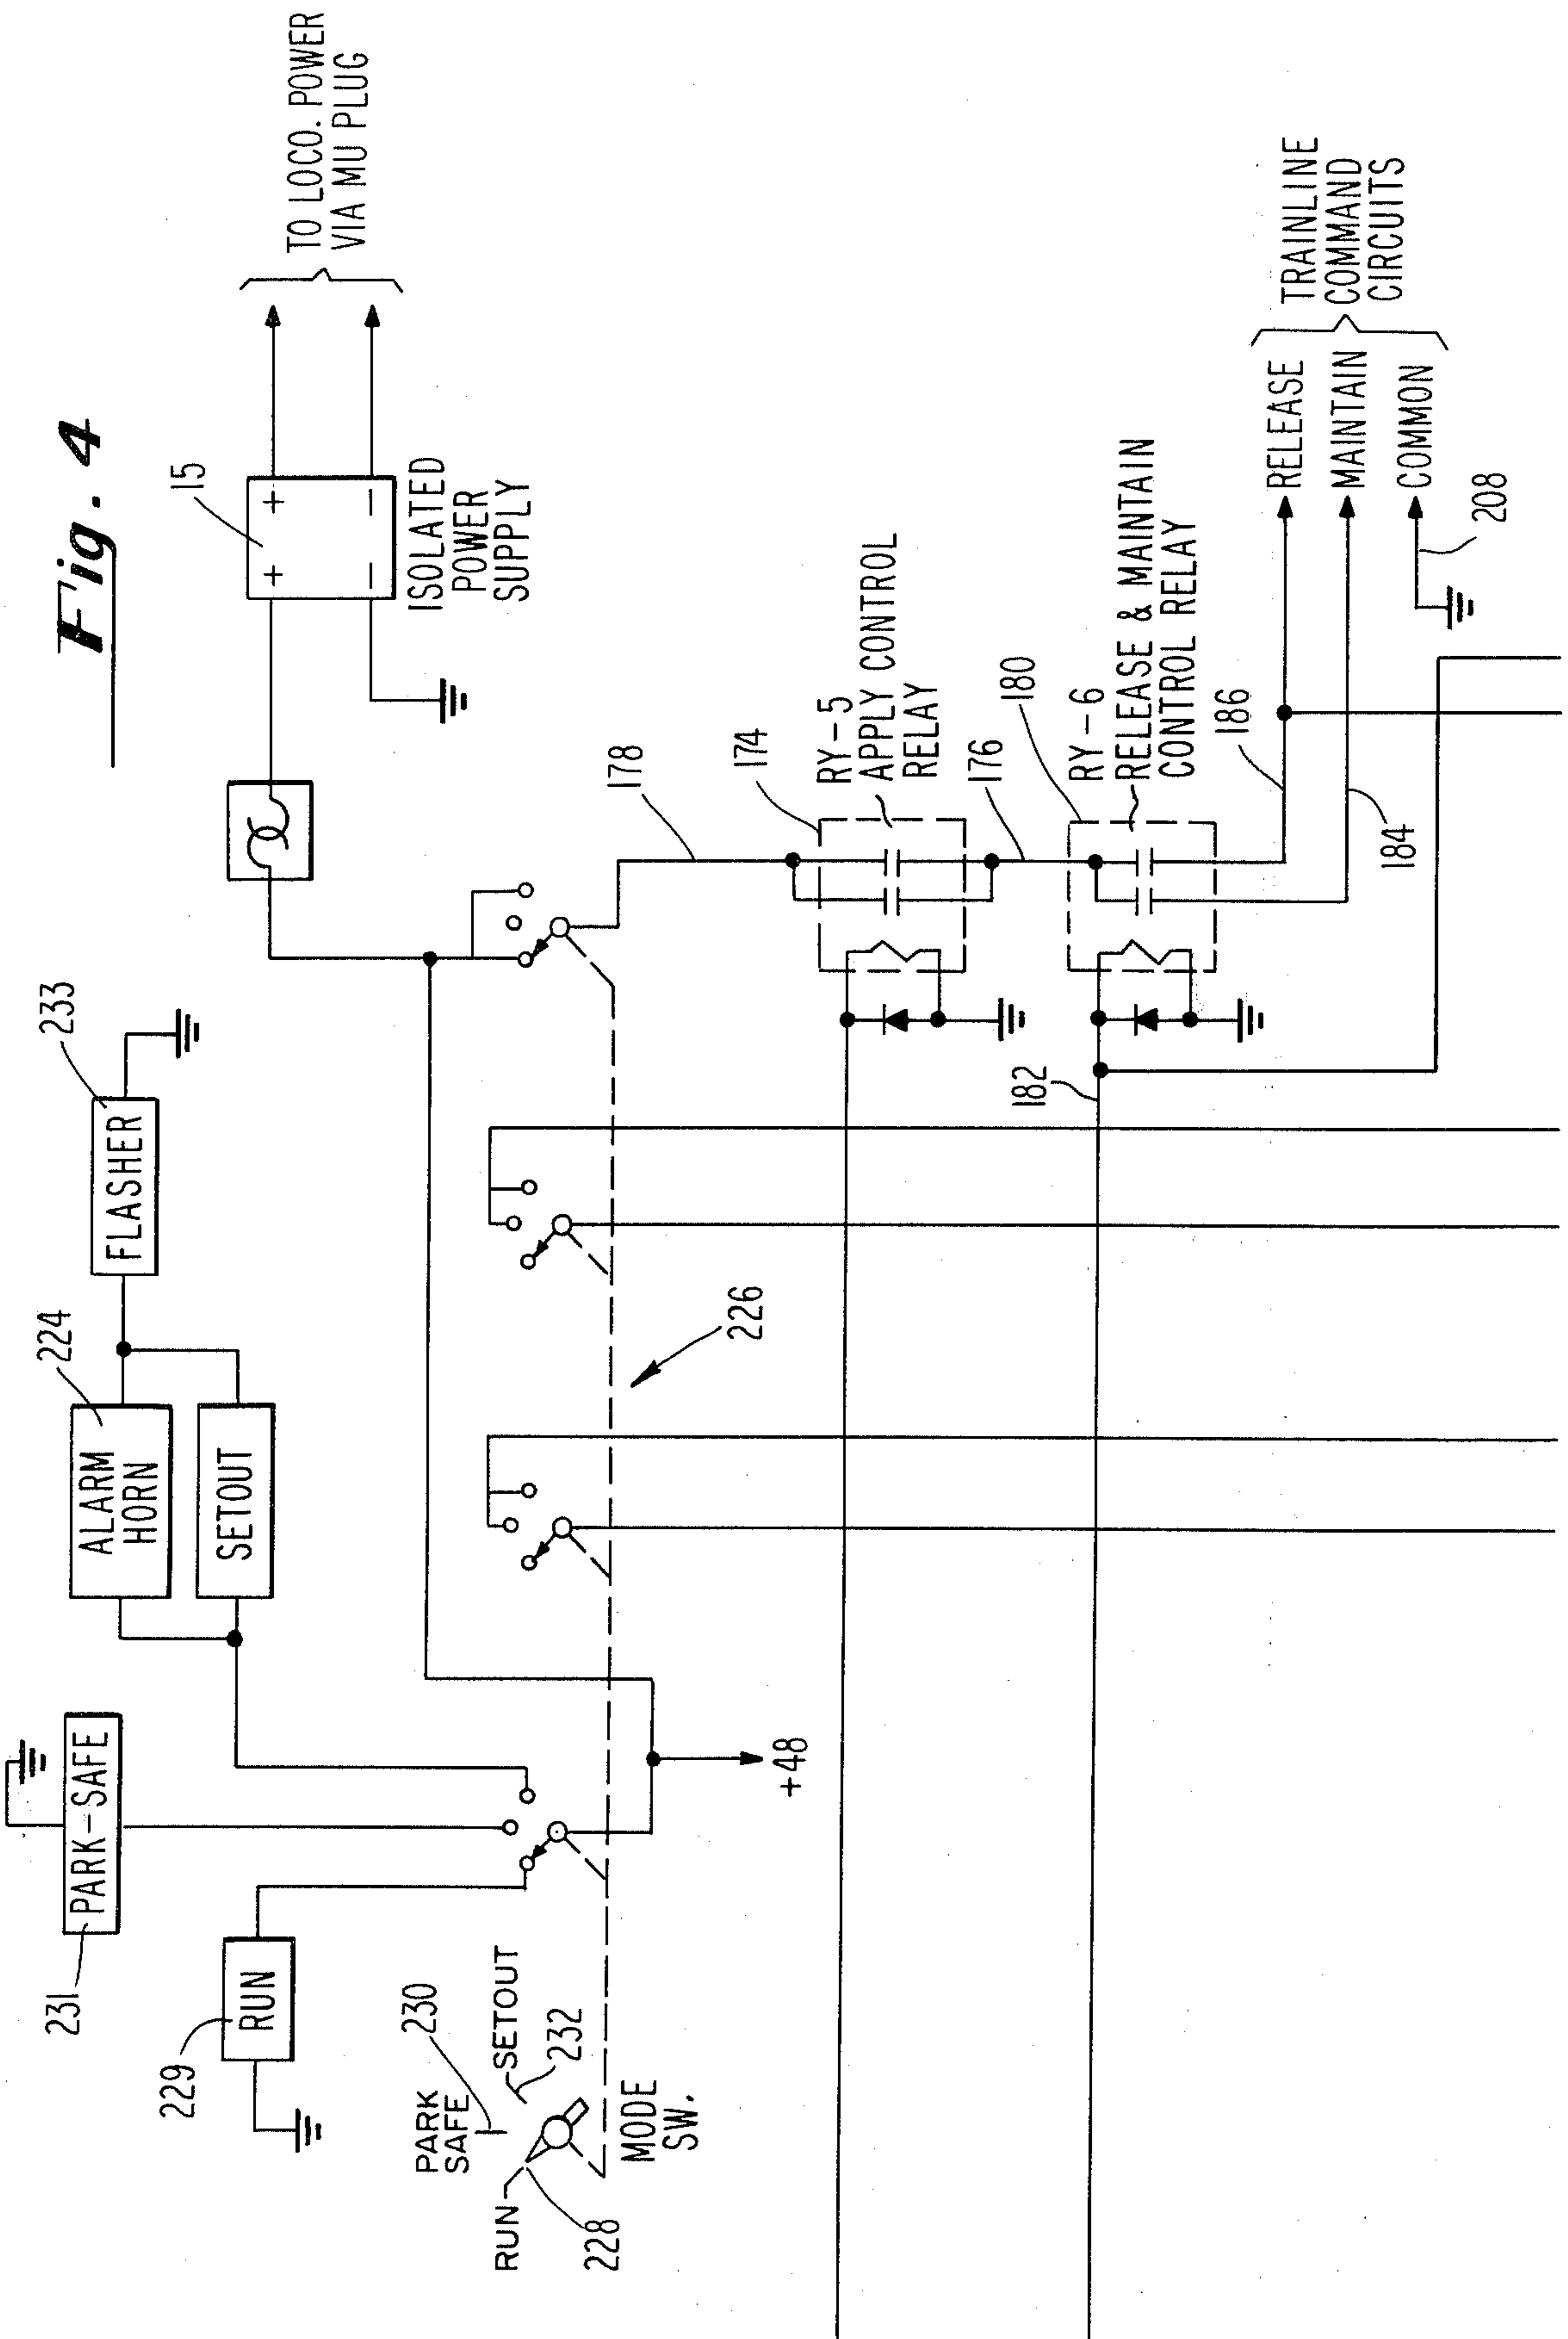 Fig. 4
TO LOCO. POWER
VIA MU PLUG
15
+ +
– –
ISOLATED
POWER
SUPPLY
233
FLASHER
224
ALARM
HORN
SETOUT
PARK-SAFE
231
RUN
229
PARK
SAFE
230
SETOUT
232
RUN
228
MODE
SW.
+48
226
178
174
RY-5
APPLY CONTROL
RELAY
176
180
RY-6
RELEASE & MAINTAIN
CONTROL RELAY
182
186
184
RELEASE
MAINTAIN
COMMON
208
TRAINLINE
COMMAND
CIRCUITS